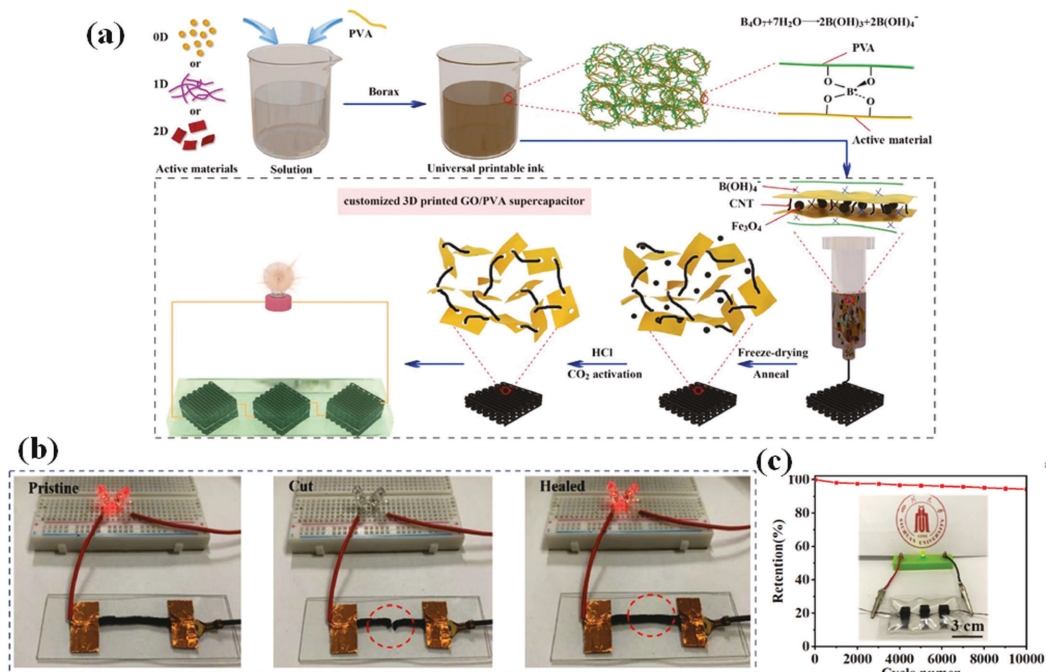 (a)
0D
or
1D
or
2D
Active materials
PVA
Solution
Borax
Universal printable ink
B₄O₇+7H₂O→2B(OH)₃+2B(OH)₄⁻
PVA
O O
B⁻
O O
Active material
customized 3D printed GO/PVA supercapacitor
B(OH)₄⁻
CNT
Fe₃O₄
Freeze-drying
Anneal
HCl
CO₂ activation
(b)
Pristine
Cut
Healed
(c)
Retention(%)
100
80
60
40
20
0
0 2000 4000 6000 8000 10000
3 cm